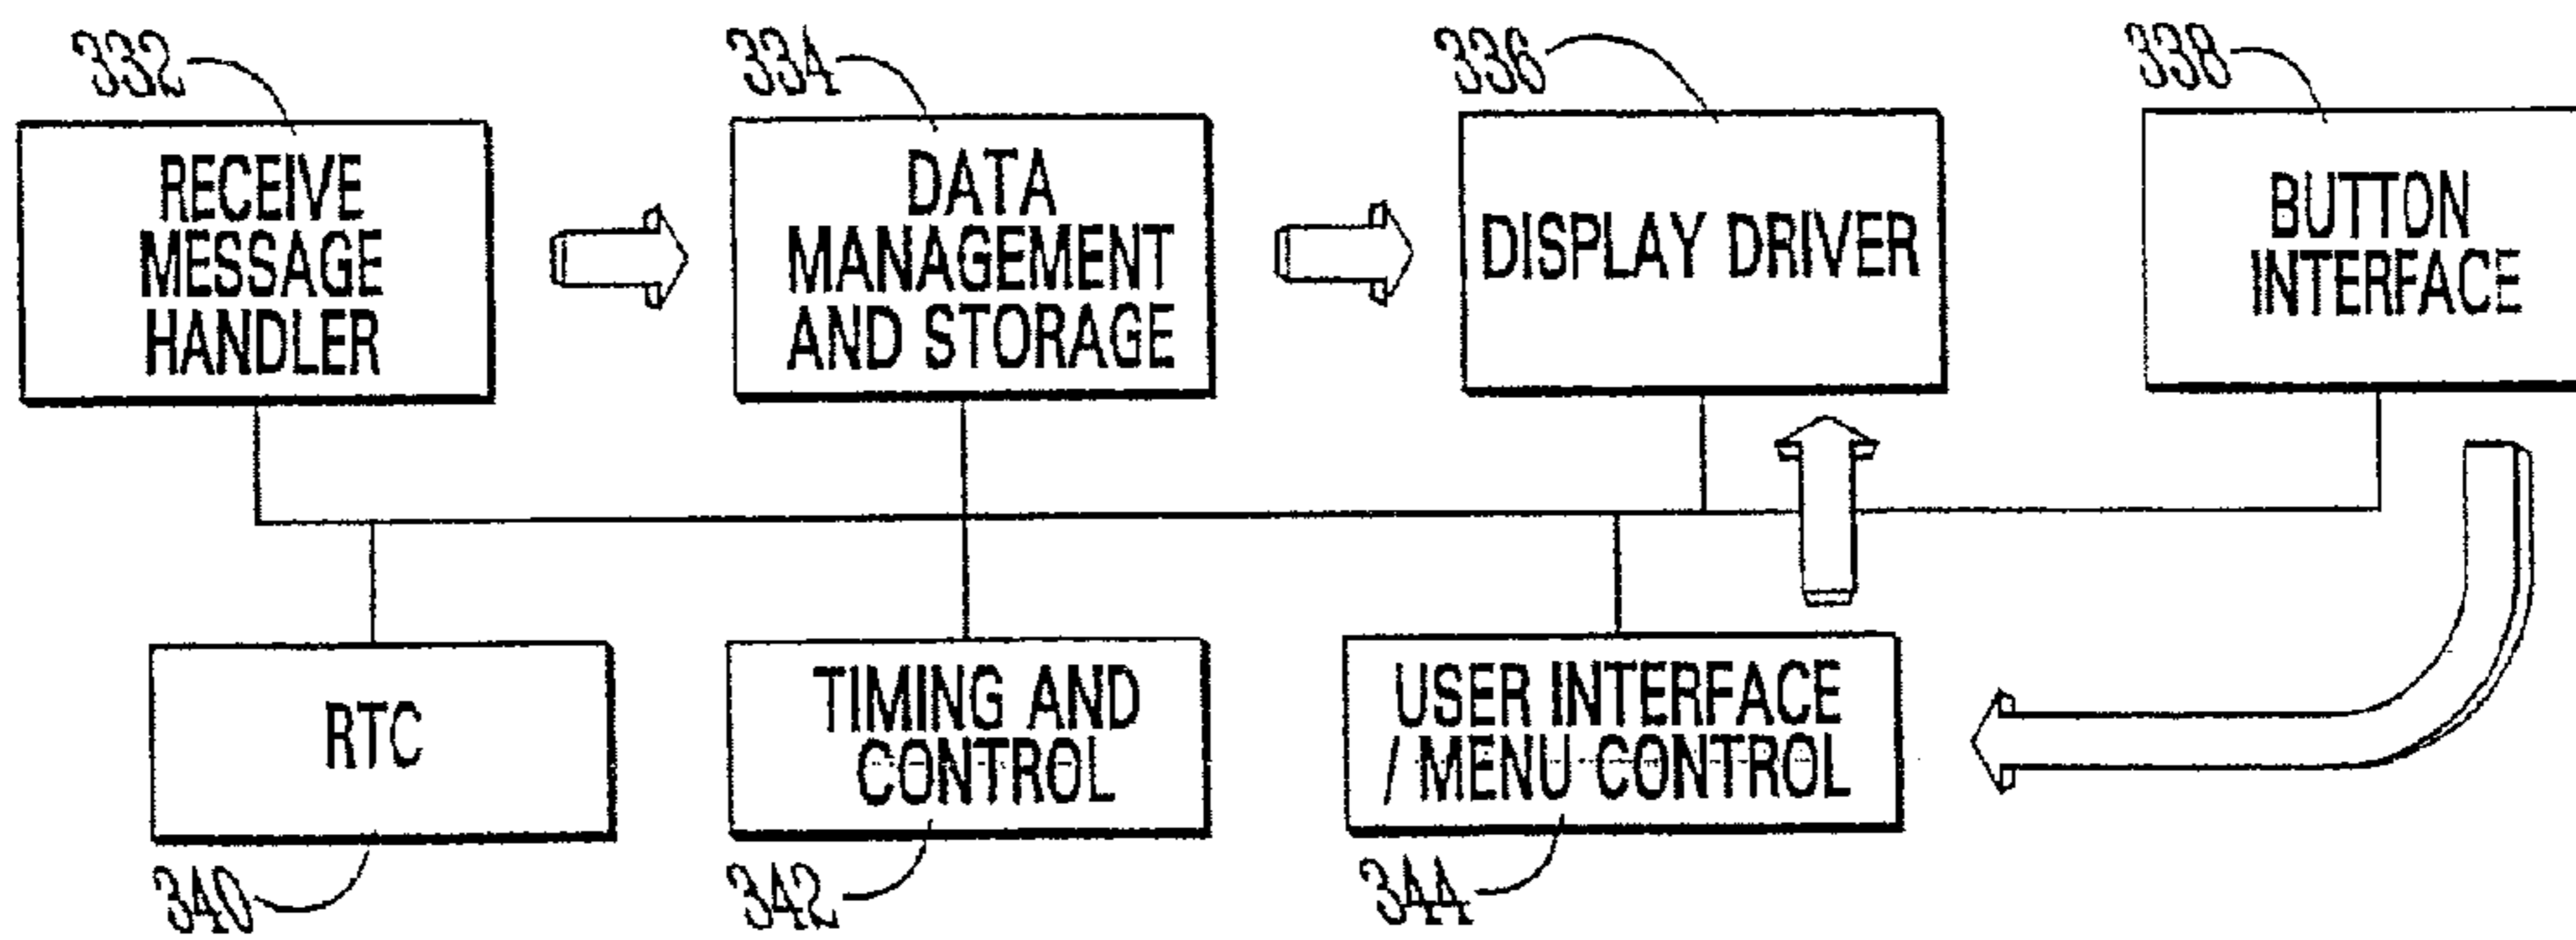 332
334
336
338
RECEIVE
MESSAGE
HANDLER
DATA
MANAGEMENT
AND STORAGE
DISPLAY DRIVER
BUTTON
INTERFACE
RTC
TIMING AND
CONTROL
USER INTERFACE
/ MENU CONTROL
340
342
344